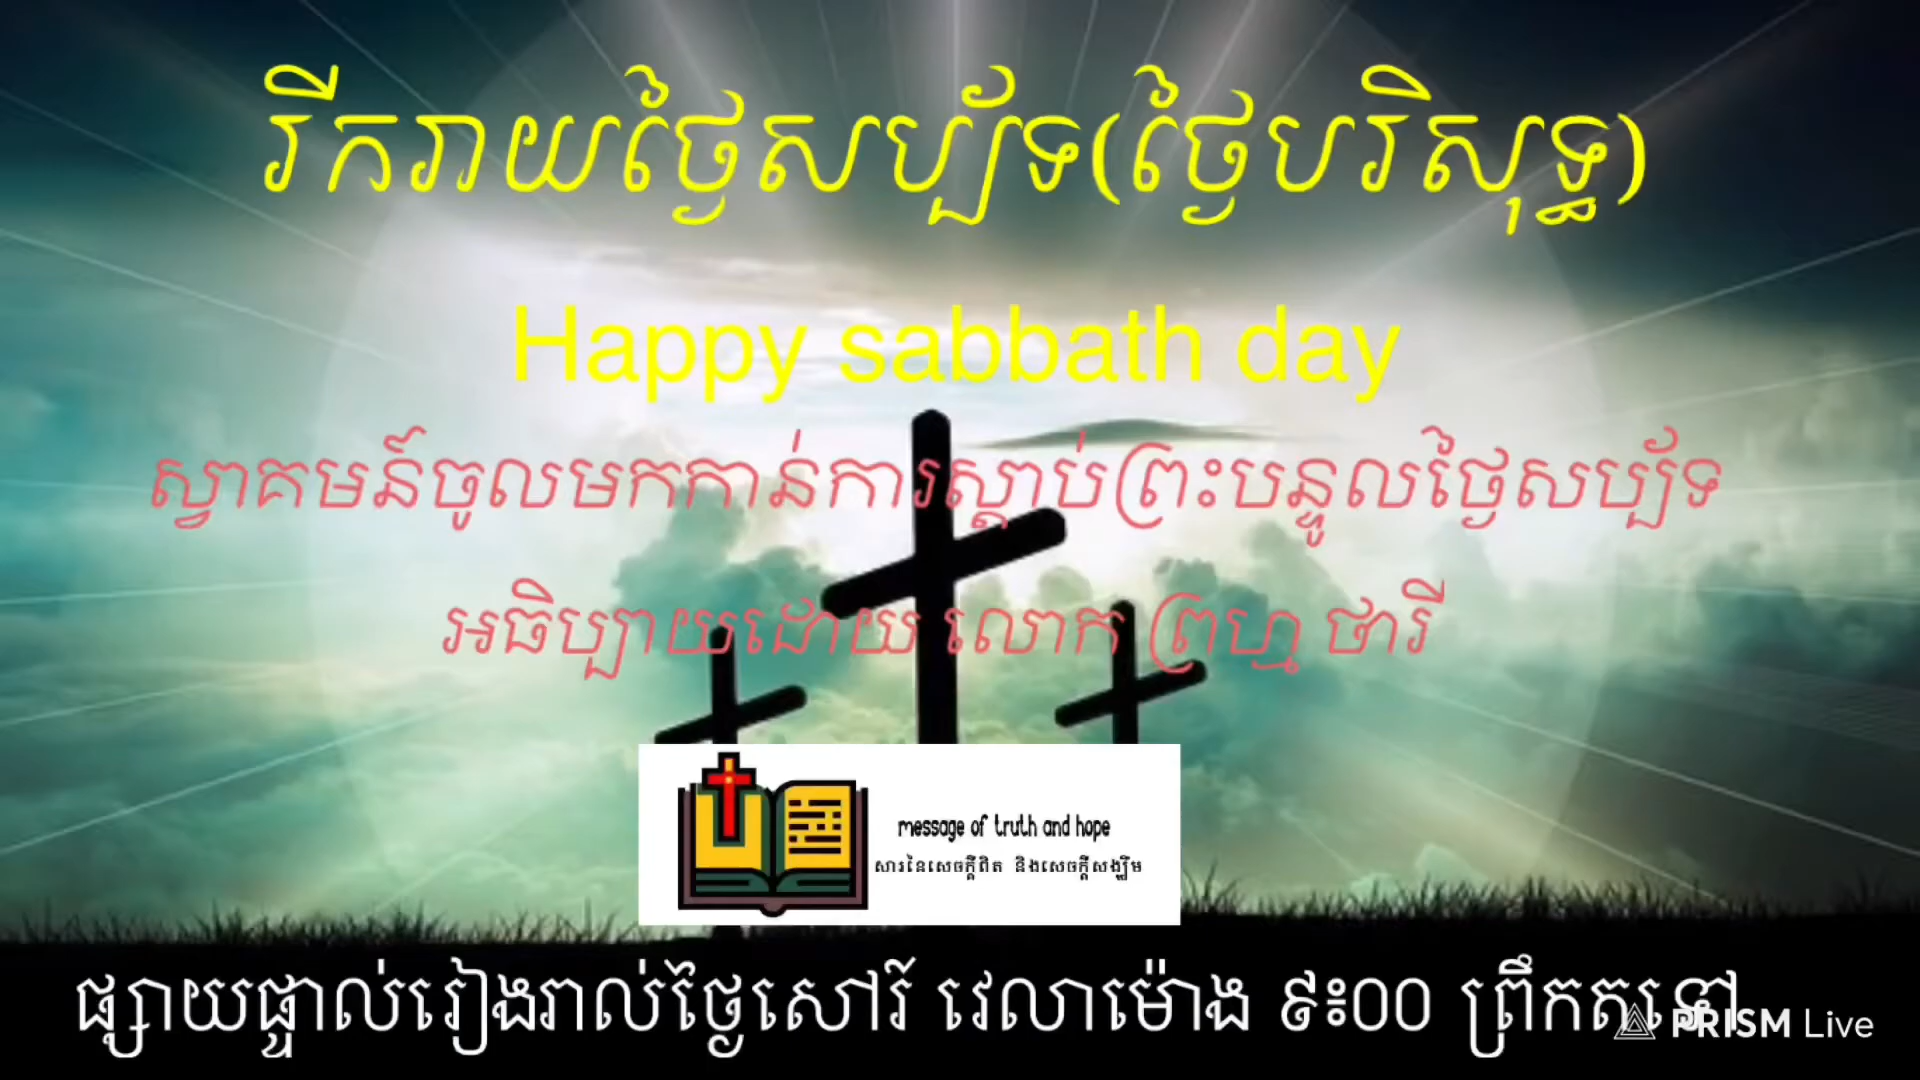 រីករាយថ្ងៃសប្ប័ទ(ថ្ងៃបរិសុទ្ធ)
Happy sabbath day
ស្វាគមន៍ចូលមកកាន់ការស្ដាប់ព្រះបន្ទូលថ្ងៃសប្ប័ទ
អធិប្បាយដោយ លោក ព្រហ្ម ថារី
message of truth and hope
សារនៃសេចក្ដីពិត និងសេចក្ដីសង្ឃឹម
ផ្សាយផ្ទាល់រៀងរាល់ថ្ងៃសៅរ៍ វេលាម៉ោង ៩៖០០ ព្រឹកតទៅ
PRISM Live